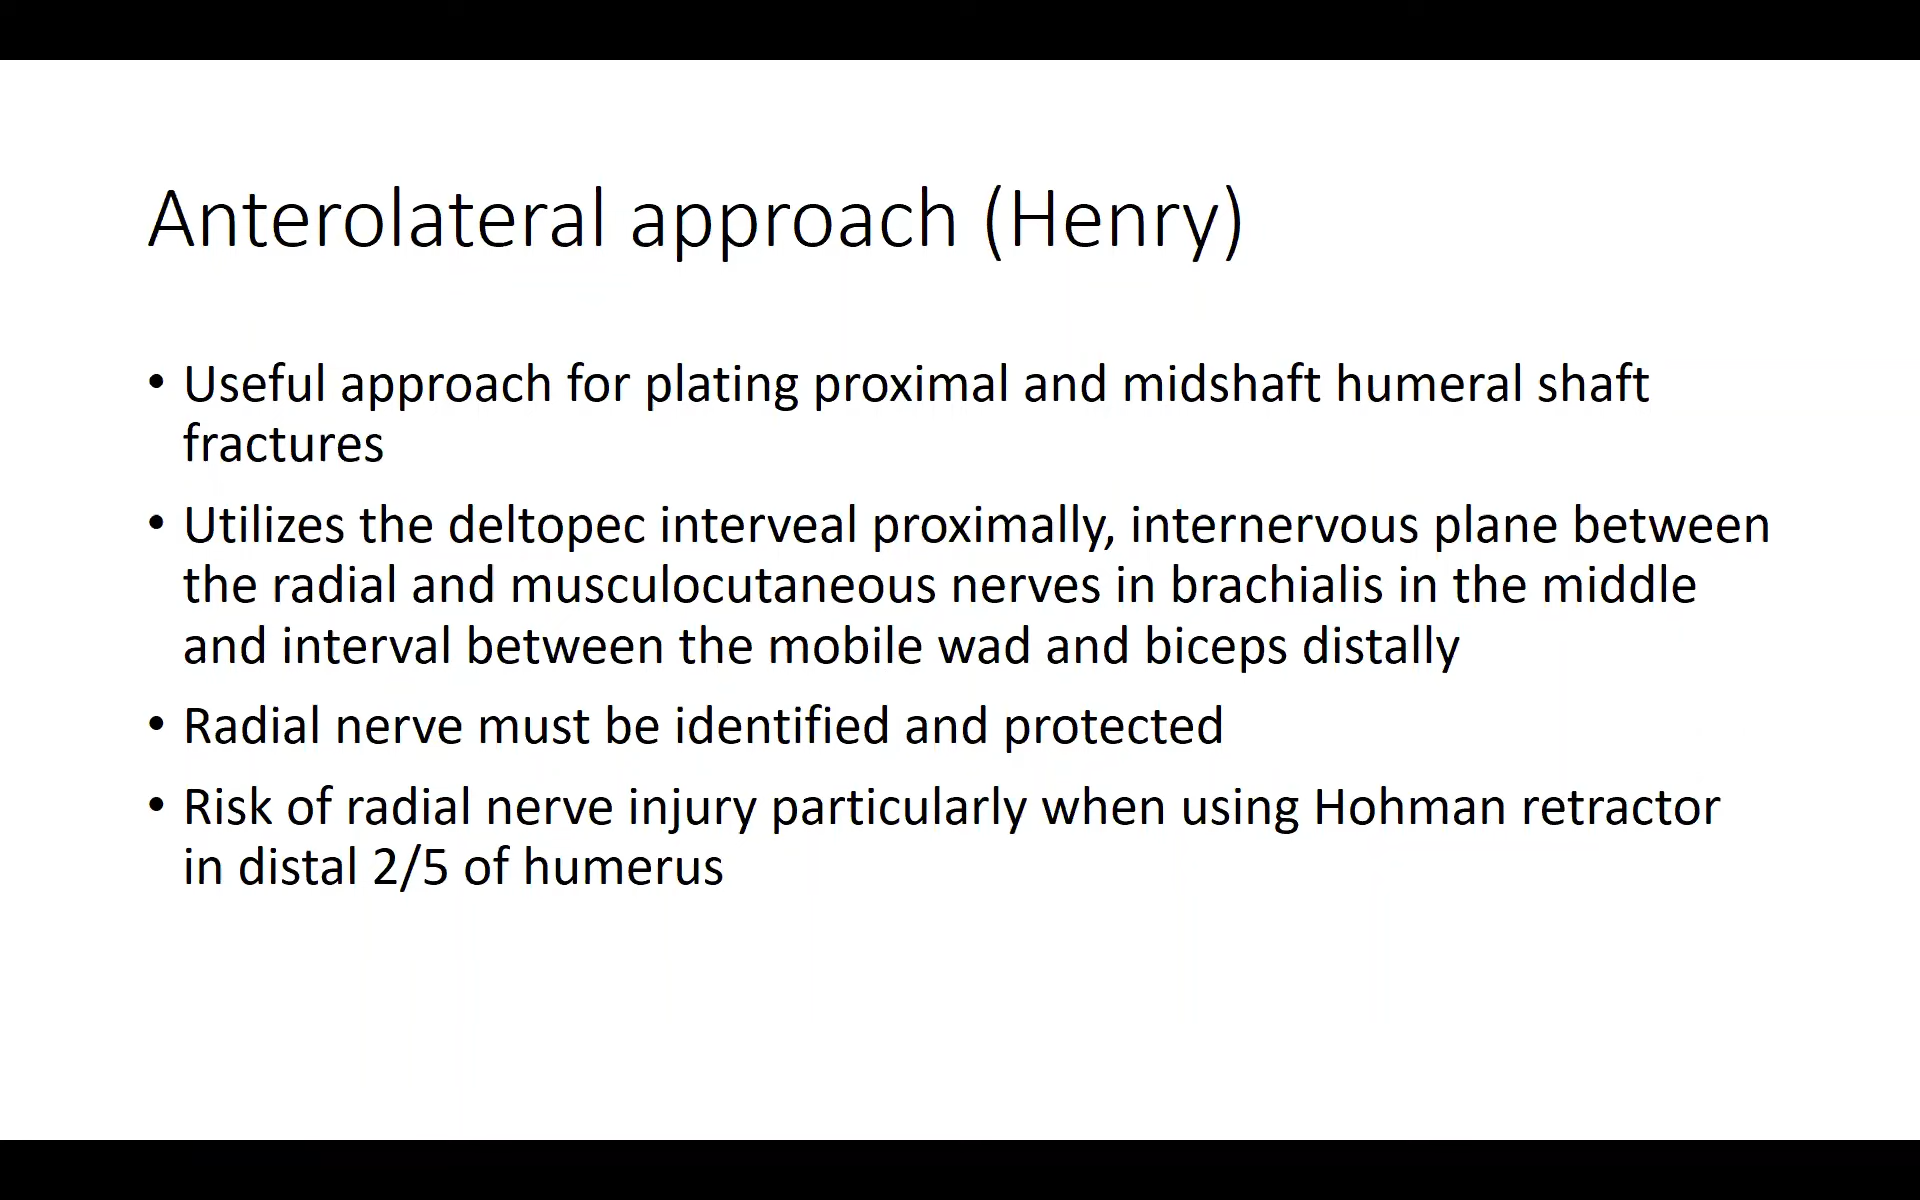 Anterolateral approach (Henry)
• Useful approach for plating proximal and midshaft humeral shaft
fractures
• Utilizes the deltopec interveal proximally, internervous plane between
the radial and musculocutaneous nerves in brachialis in the middle
and interval between the mobile wad and biceps distally
• Radial nerve must be identified and protected
• Risk of radial nerve injury particularly when using Hohman retractor
in distal 2/5 of humerus